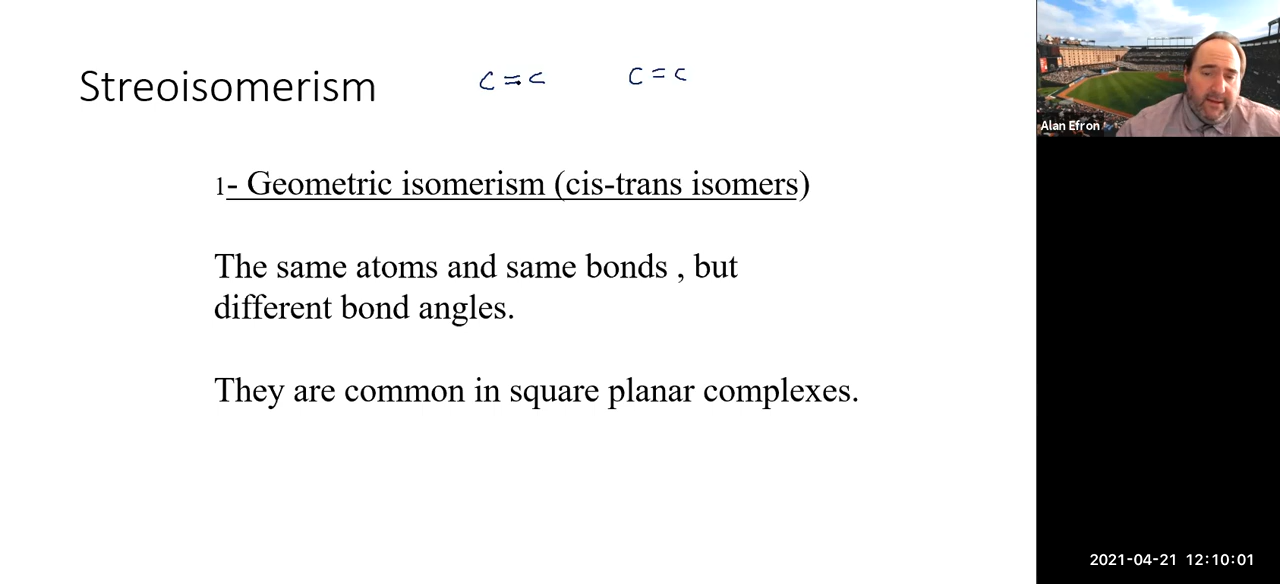 Streoisomerism
C = C C = C
1- Geometric isomerism (cis-trans isomers)
The same atoms and same bonds , but
different bond angles.
They are common in square planar complexes.
Alan Efron
2021-04-21 12:10:01